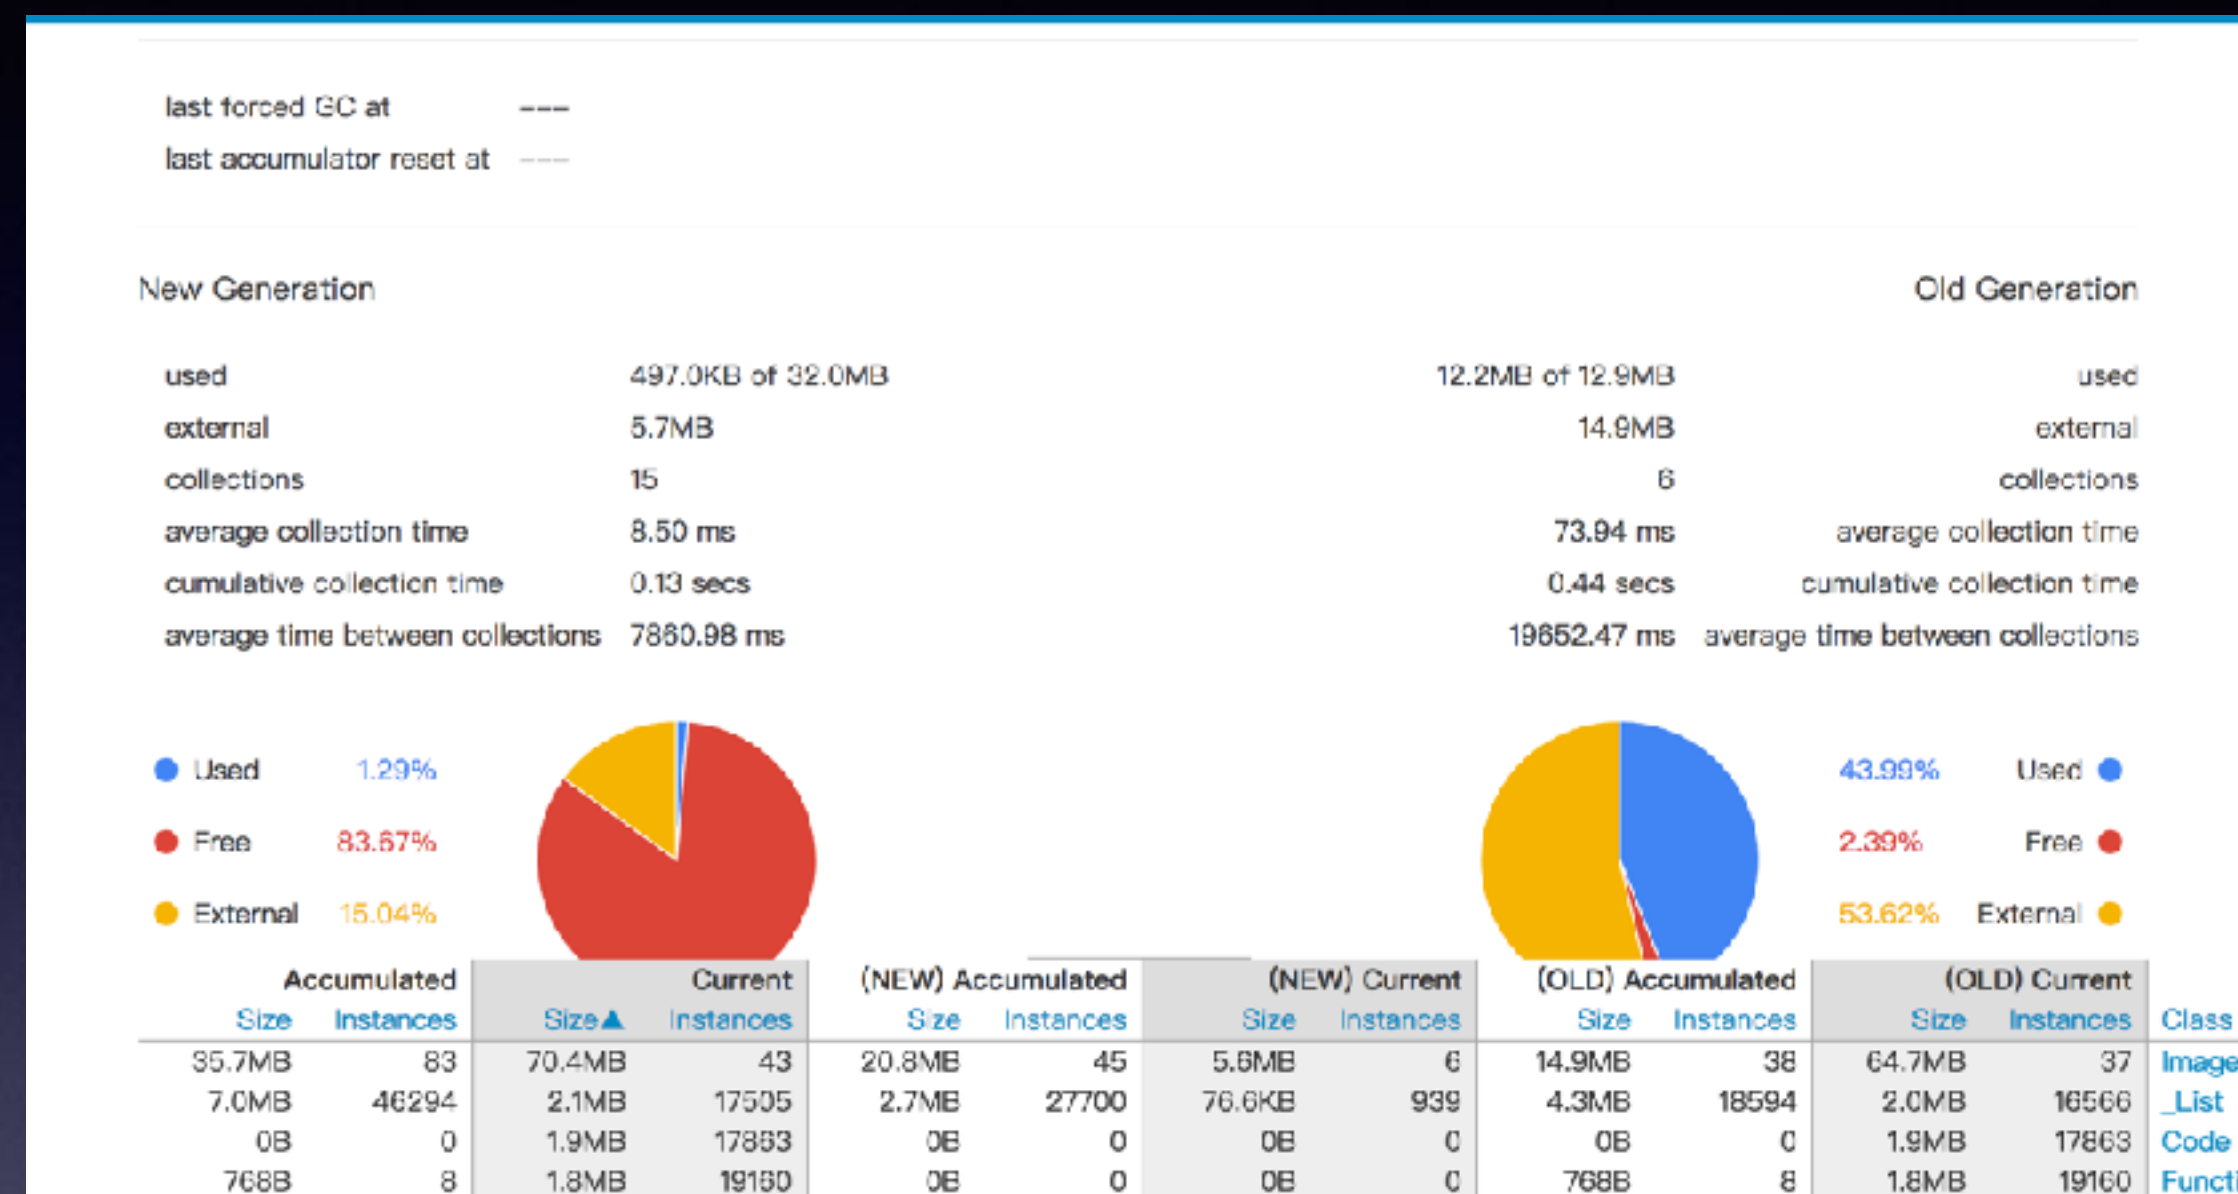 last forced GC at ---
last accumulator reset at ---
New Generation Old Generation
used 497.0KB of 32.0MB 12.2MB of 12.9MB used
external 5.7MB 14.9MB external
collections 15 6 collections
average collection time 8.50 ms 73.94 ms average collection time
cumulative collection time 0.13 secs 0.44 secs cumulative collection time
average time between collections 7860.98 ms 19652.47 ms average time between collections
Used 1.29% 43.99% Used
Free 83.67% 2.39% Free
External 15.04% 53.62% External
Accumulated Current (NEW) Accumulated (NEW) Current (OLD) Accumulated (OLD) Current
Size Instances Size▲ Instances Size Instances Size Instances Size Instances Size Instances Class
35.7MB 83 70.4MB 43 20.8MB 45 5.6MB 6 14.9MB 38 64.7MB 37 Image
7.0MB 46294 2.1MB 17505 2.7MB 27700 76.6KB 939 4.3MB 18594 2.0MB 16566 _List
0B 0 1.9MB 17863 0B 0 0B 0 0B 0 1.9MB 17863 Code
768B 8 1.8MB 19160 0B 0 0B 0 768B 8 1.8MB 19160 Functi